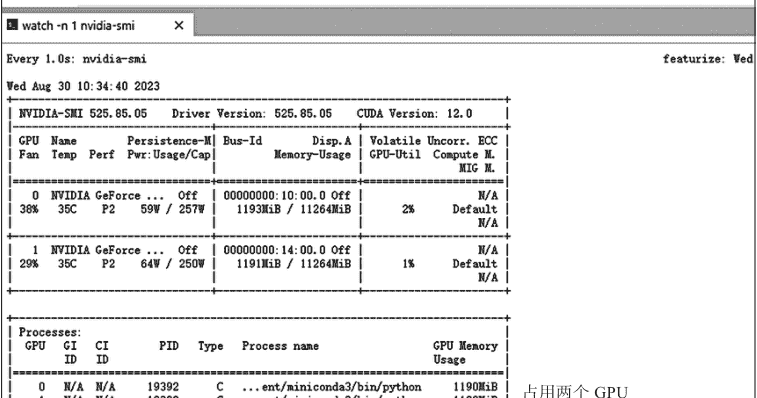 watch -n 1 nvidia-smi
Every 1.0s: nvidia-smi featurize: Wed
Wed Aug 30 10:34:40 2023
NVIDIA-SMI 525.85.05 Driver Version: 525.85.05 CUDA Version: 12.0
GPU Name Persistence-M| Bus-Id Disp.A | Volatile Uncorr. ECC
Fan Temp Perf Pwr:Usage/Cap| Memory-Usage | GPU-Util Compute M.
MIG M.
0 NVIDIA GeForce ... Off | 00000000:10:00.0 Off | N/A
38% 35C P2 59W / 257W | 1193MiB / 11264MiB | 2% Default
N/A
1 NVIDIA GeForce ... Off | 00000000:14:00.0 Off | N/A
29% 35C P2 64W / 250W | 1191MiB / 11264MiB | 1% Default
N/A
Processes:
GPU GI CI PID Type Process name GPU Memory
ID ID Usage
0 N/A N/A 19392 C ...ent/miniconda3/bin/python 1190MiB
占用两个 GPU